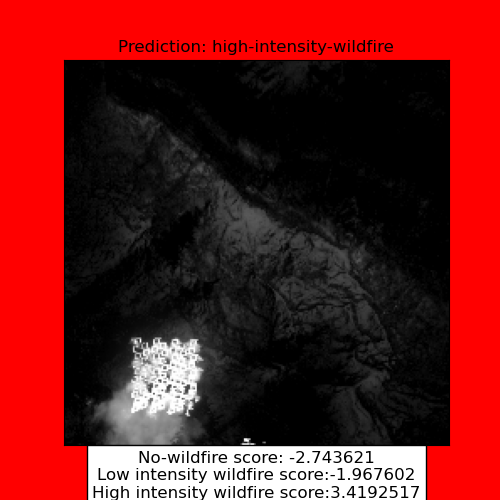 Prediction: high-intensity-wildfire
No-wildfire score: -2.743621
Low intensity wildfire score:-1.967602
High intensity wildfire score:3.4192517